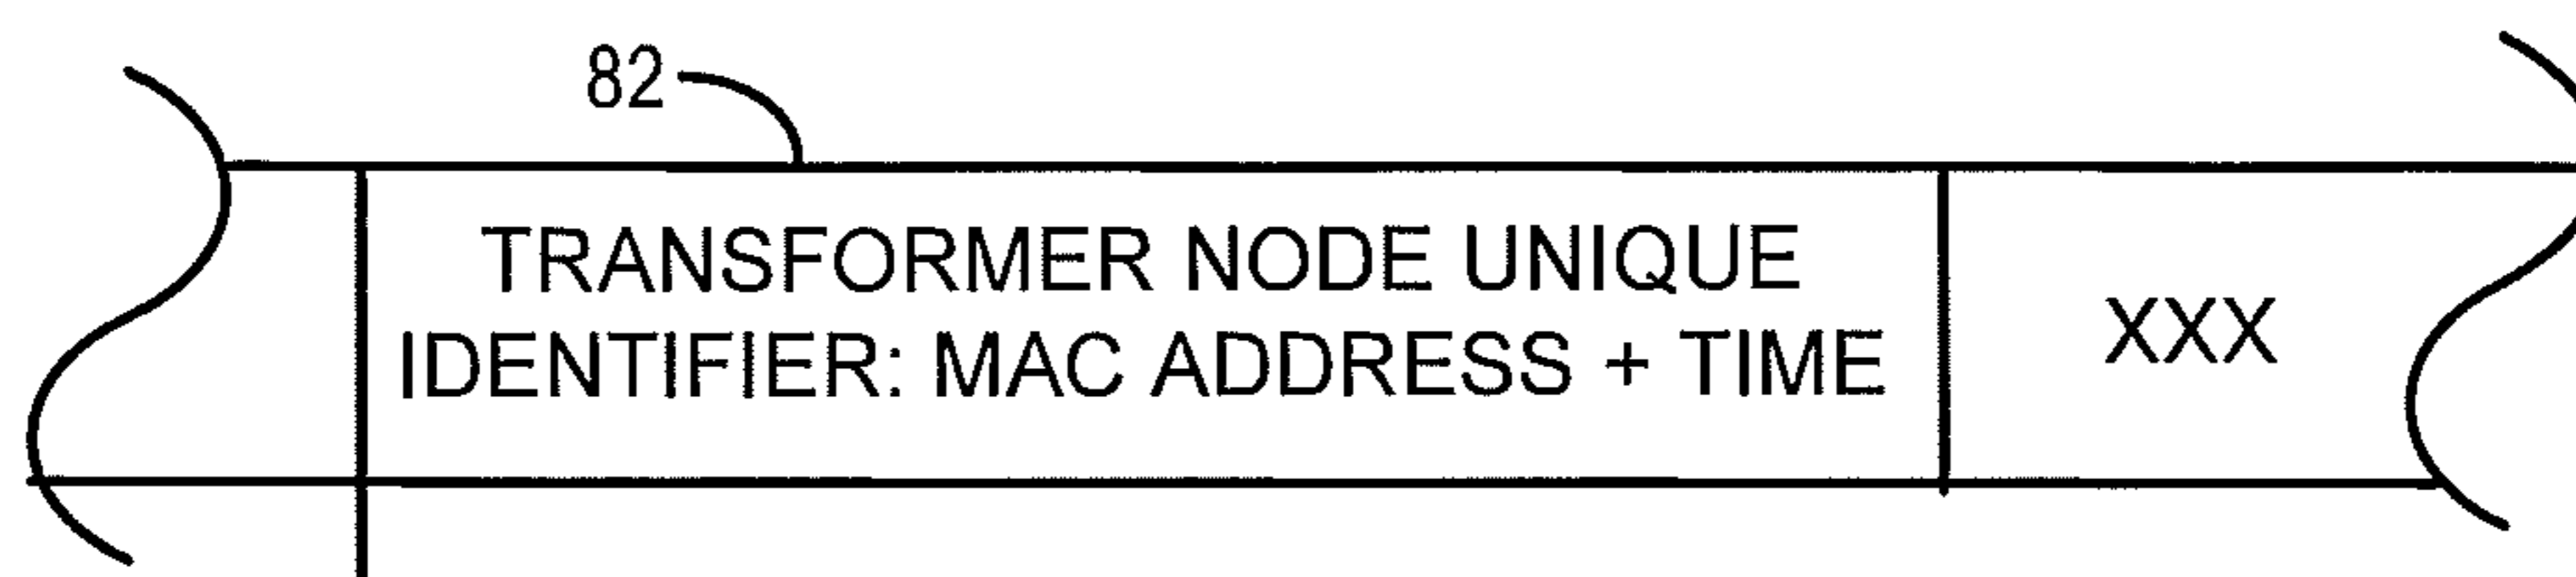 82
TRANSFORMER NODE UNIQUE
IDENTIFIER: MAC ADDRESS + TIME
XXX